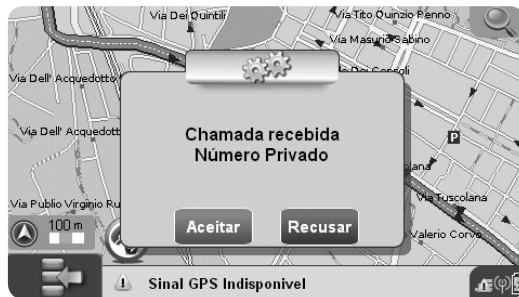 Via Dei Quintili
Via Tito Quinzio Penno
Via Masurio Sabino
Via Dell' Acquedotto
Chamada recebida
Número Privado
Via Dell' Acquedott
P
Via Tuscolana
Via Publio Virginio Ru
Valerio Corvo
100 m
Aceitar
Recusar
Sinal GPS Indisponivel